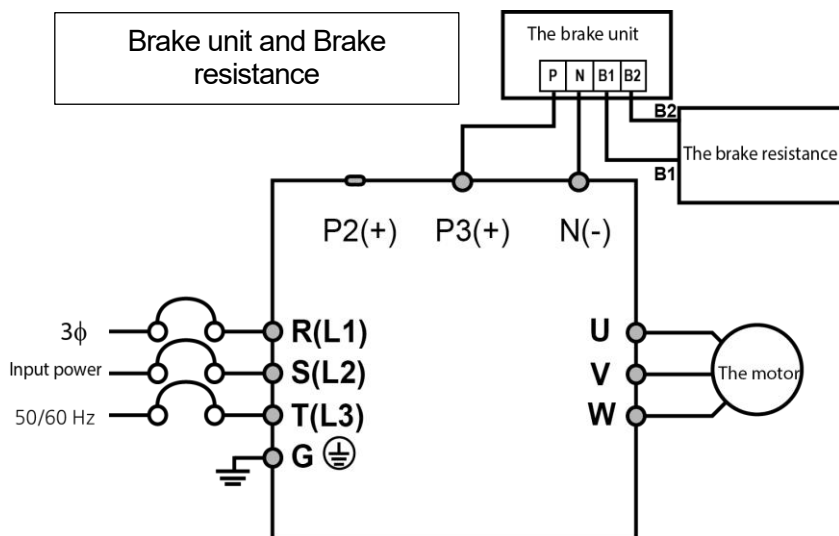 Brake unit and Brake
resistance
The brake unit
P N B1 B2
B2
The brake resistance
B1
P2(+) P3(+) N(-)
3ϕ R(L1) U
Input power S(L2) V The motor
50/60 Hz T(L3) W
G